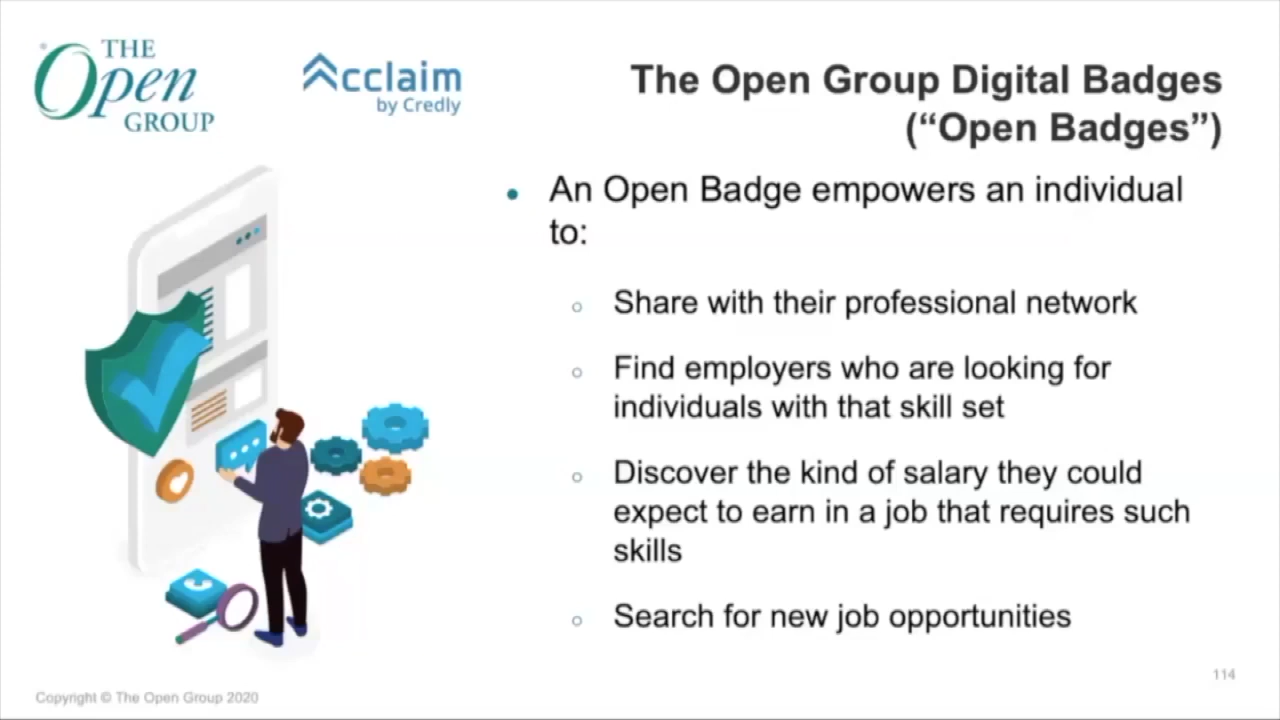 THE
Open
GROUP
Acclaim
by Credly
The Open Group Digital Badges
(“Open Badges”)
• An Open Badge empowers an individual
to:
○ Share with their professional network
○ Find employers who are looking for
individuals with that skill set
○ Discover the kind of salary they could
expect to earn in a job that requires such
skills
○ Search for new job opportunities
114
Copyright © The Open Group 2020